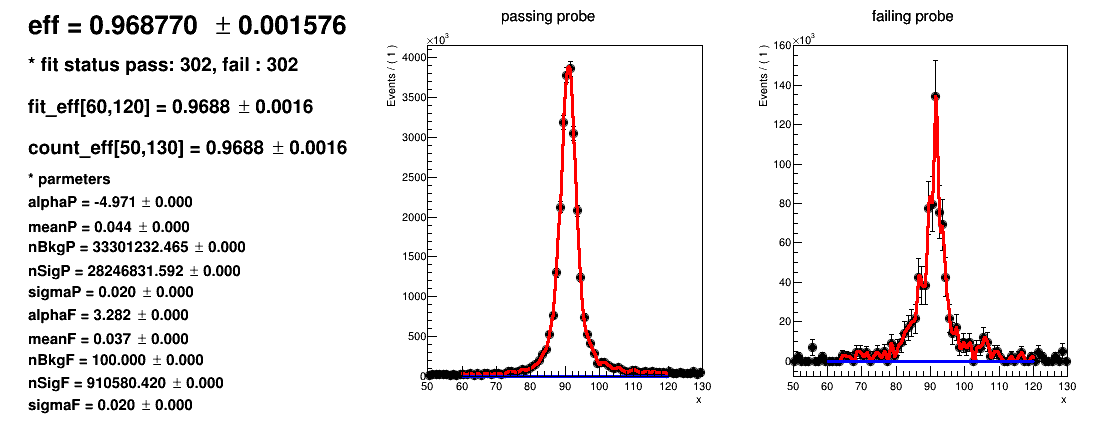 eff = 0.968770 ± 0.001576
* fit status pass: 302, fail : 302
fit_eff[60,120] = 0.9688 ± 0.0016
count_eff[50,130] = 0.9688 ± 0.0016
* parmeters
alphaP = -4.971 ± 0.000
meanP = 0.044 ± 0.000
nBkgP = 33301232.465 ± 0.000
nSigP = 28246831.592 ± 0.000
sigmaP = 0.020 ± 0.000
alphaF = 3.282 ± 0.000
meanF = 0.037 ± 0.000
nBkgF = 100.000 ± 0.000
nSigF = 910580.420 ± 0.000
sigmaF = 0.020 ± 0.000
passing probe
×10³
Events / ( 1 )
4000
3500
3000
2500
2000
1500
1000
500
0
50 60 70 80 90 100 110 120 130
x
failing probe
×10³
Events / ( 1 )
160
140
120
100
80
60
40
20
0
50 60 70 80 90 100 110 120 130
x